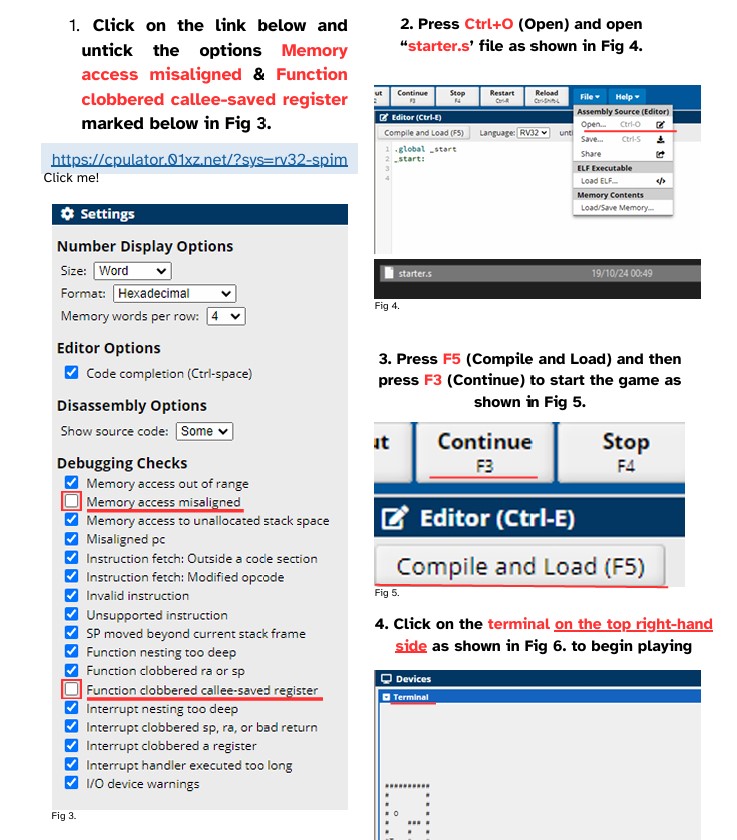 1. Click on the link below and
untick the options Memory
access misaligned & Function
clobbered callee-saved register
marked below in Fig 3.
https://cpulator.01xz.net/?sys=rv32-spim
Click me!
Settings
Number Display Options
Size: Word
Format: Hexadecimal
Memory words per row: 4
Editor Options
Code completion (Ctrl-space)
Disassembly Options
Show source code: Some
Debugging Checks
Memory access out of range
Memory access misaligned
Memory access to unallocated stack space
Misaligned pc
Instruction fetch: Outside a code section
Instruction fetch: Modified opcode
Invalid instruction
Unsupported instruction
SP moved beyond current stack frame
Function nesting too deep
Function clobbered ra or sp
Function clobbered callee-saved register
Interrupt nesting too deep
Interrupt clobbered sp, ra, or bad return
Interrupt clobbered a register
Interrupt handler executed too long
I/O device warnings
Fig 3.
2. Press Ctrl+O (Open) and open
“starter.s’ file as shown in Fig 4.
ut Continue Stop Restart Reload File Help
2 F3 F4 Ctrl-R Ctrl-Shift-L
Assembly Source (Editor)
Open... Ctrl-O
Save... Ctrl-S
Share
ELF Executable
Load ELF...
Memory Contents
Load/Save Memory...
Editor (Ctrl-E)
Compile and Load (F5) Language: RV32 unti
1 .global _start
2 _start:
3
4
starter.s 19/10/24 00:49
Fig 4.
3. Press F5 (Compile and Load) and then
press F3 (Continue) to start the game as
shown in Fig 5.
ut Continue Stop
F3 F4
Editor (Ctrl-E)
Compile and Load (F5)
Fig 5.
4. Click on the terminal on the top right-hand
side as shown in Fig 6. to begin playing
Devices
Terminal
##########
# #
# #
# o #
# ### #